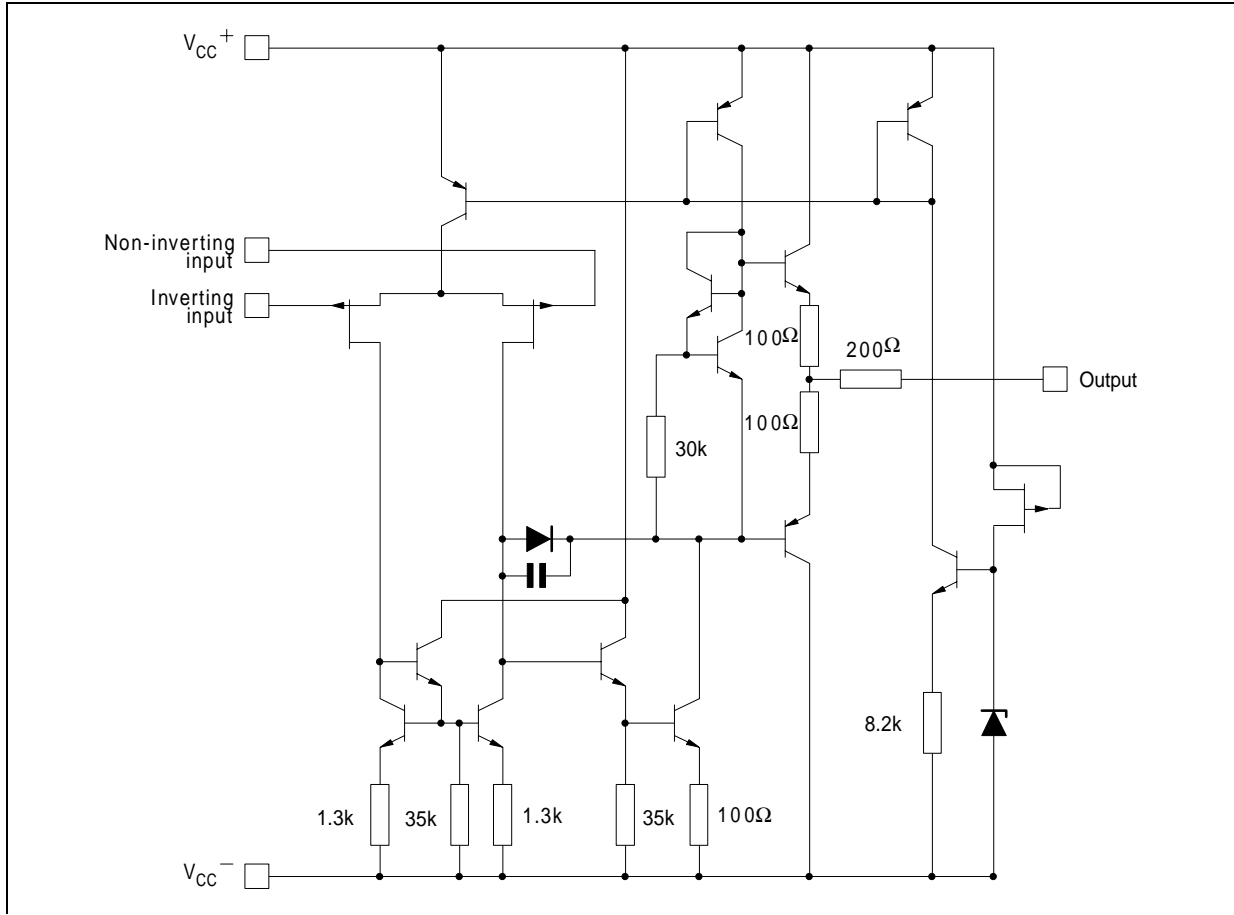 VCC+
Non-inverting
input
Inverting
input
100Ω
200Ω
Output
100Ω
30k
8.2k
1.3k
35k
1.3k
35k
100Ω
VCC−